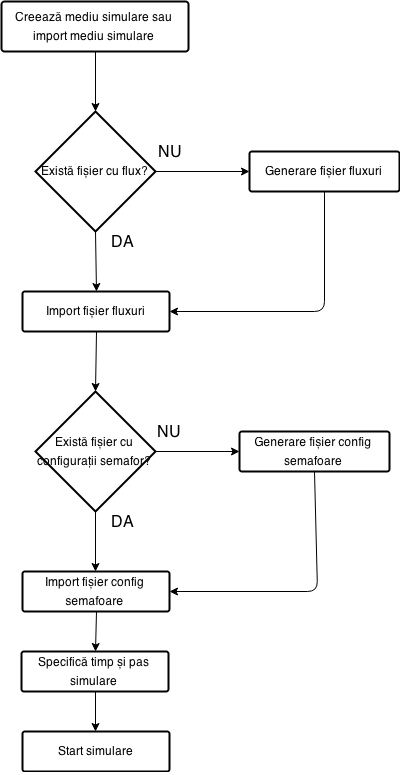 Creează mediu simulare sau
import mediu simulare
Există fișier cu flux?
NU
Generare fișier fluxuri
DA
Import fișier fluxuri
Există fișier cu
configurații semafor?
NU
Generare fișier config
semafoare
DA
Import fișier config
semafoare
Specifică timp și pas
simulare
Start simulare